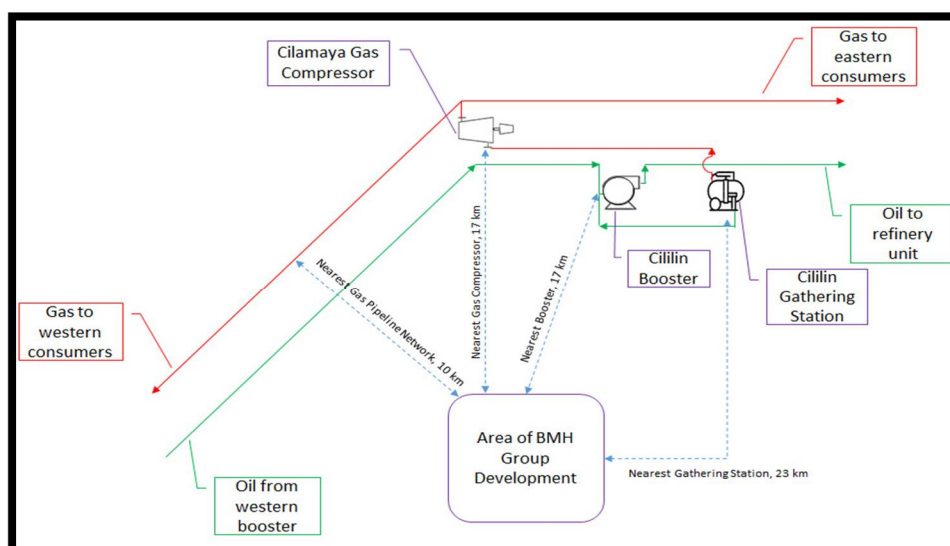 Cilamaya Gas
Compressor
Gas to
eastern
consumers
Gas to
western
consumers
Oil from
western
booster
Cililin
Booster
Cililin
Gathering
Station
Oil to
refinery
unit
Nearest Gas Pipeline Network, 10 km
Nearest Gas Compressor, 17 km
Nearest Booster, 17 km
Area of BMH
Group
Development
Nearest Gathering Station, 23 km